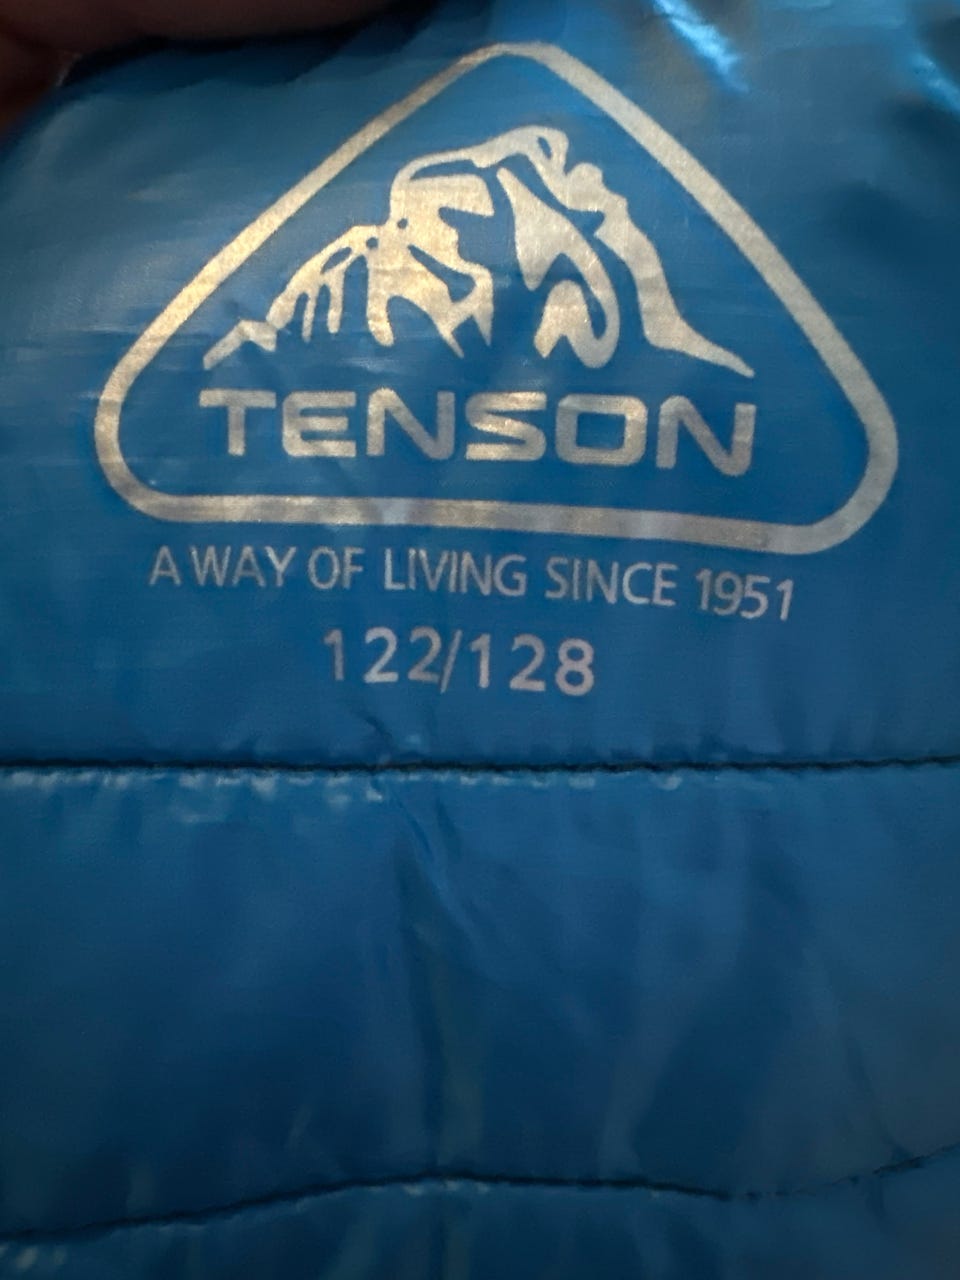 TENSON
A WAY OF LIVING SINCE 1951
122/128